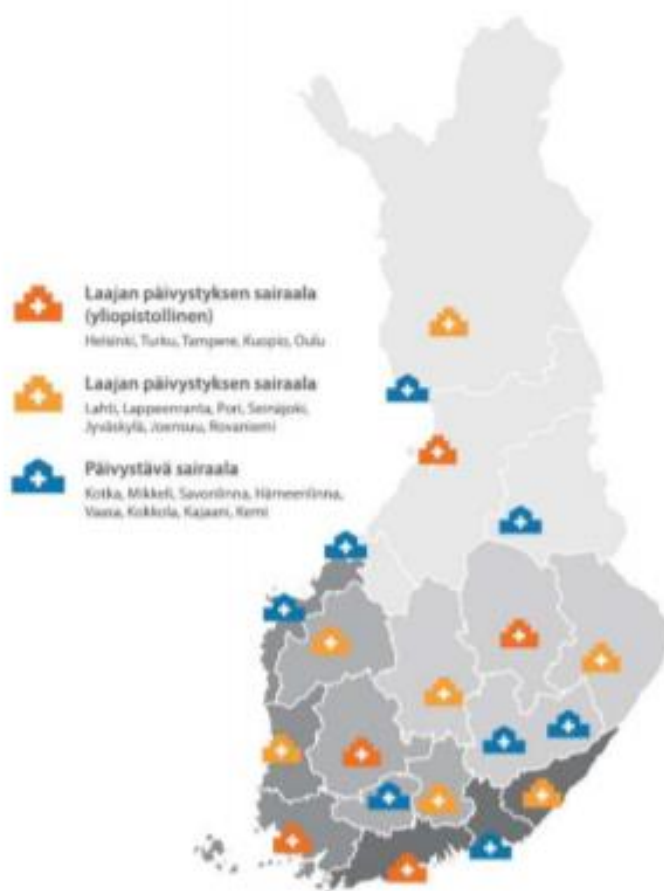 Laajan päivystyksen sairaala
(yliopistollinen)
Helsinki, Turku, Tampere, Kuopio, Oulu
Laajan päivystyksen sairaala
Lahti, Lappeenranta, Pori, Seinäjoki,
Jyväskylä, Joensuu, Rovaniemi
Päivystävä sairaala
Kotka, Mikkeli, Savonlinna, Hämeenlinna,
Vaasa, Kokkola, Kajaani, Kemi